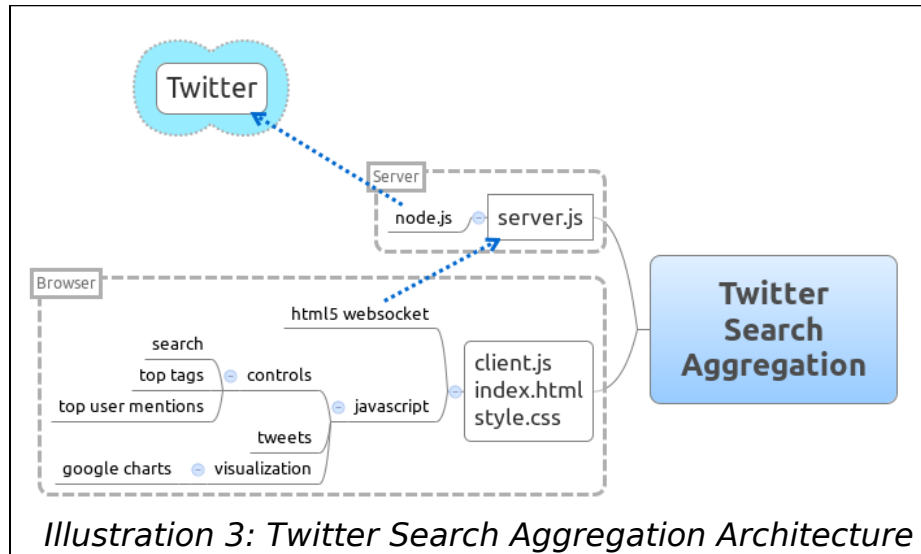 Twitter
Server
node.js
server.js
Browser
html5 websocket
Twitter
Search
Aggregation
search
top tags
controls
top user mentions
javascript
client.js
index.html
style.css
tweets
google charts
visualization
Illustration 3: Twitter Search Aggregation Architecture